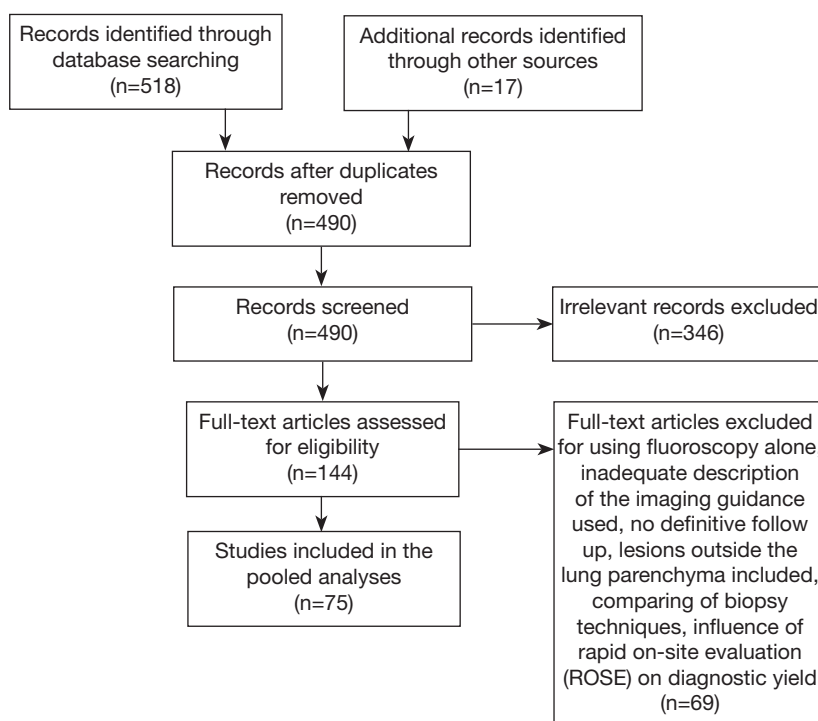 Records identified through
database searching
(n=518)
Additional records identified
through other sources
(n=17)
Records after duplicates
removed
(n=490)
Records screened
(n=490)
Irrelevant records excluded
(n=346)
Full-text articles assessed
for eligibility
(n=144)
Full-text articles excluded
for using fluoroscopy alone,
inadequate description
of the imaging guidance
used, no definitive follow
up, lesions outside the
lung parenchyma included,
comparing of biopsy
techniques, influence of
rapid on-site evaluation
(ROSE) on diagnostic yield
(n=69)
Studies included in the
pooled analyses
(n=75)